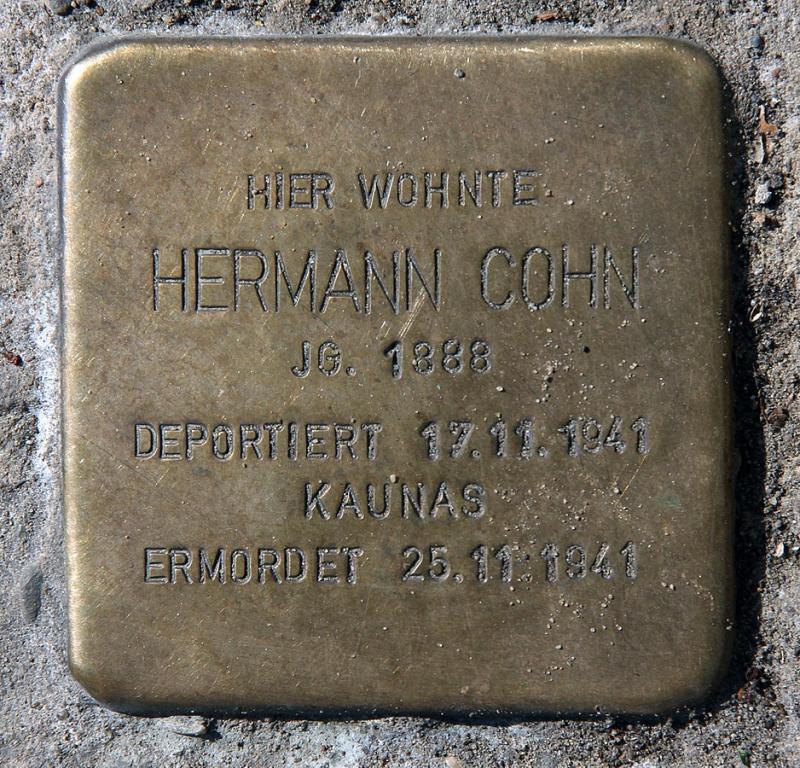 HIER WOHNTE
HERMANN COHN
JG. 1888
DEPORTIERT 17.11.1941
KAUNAS
ERMORDET 25.11.1941